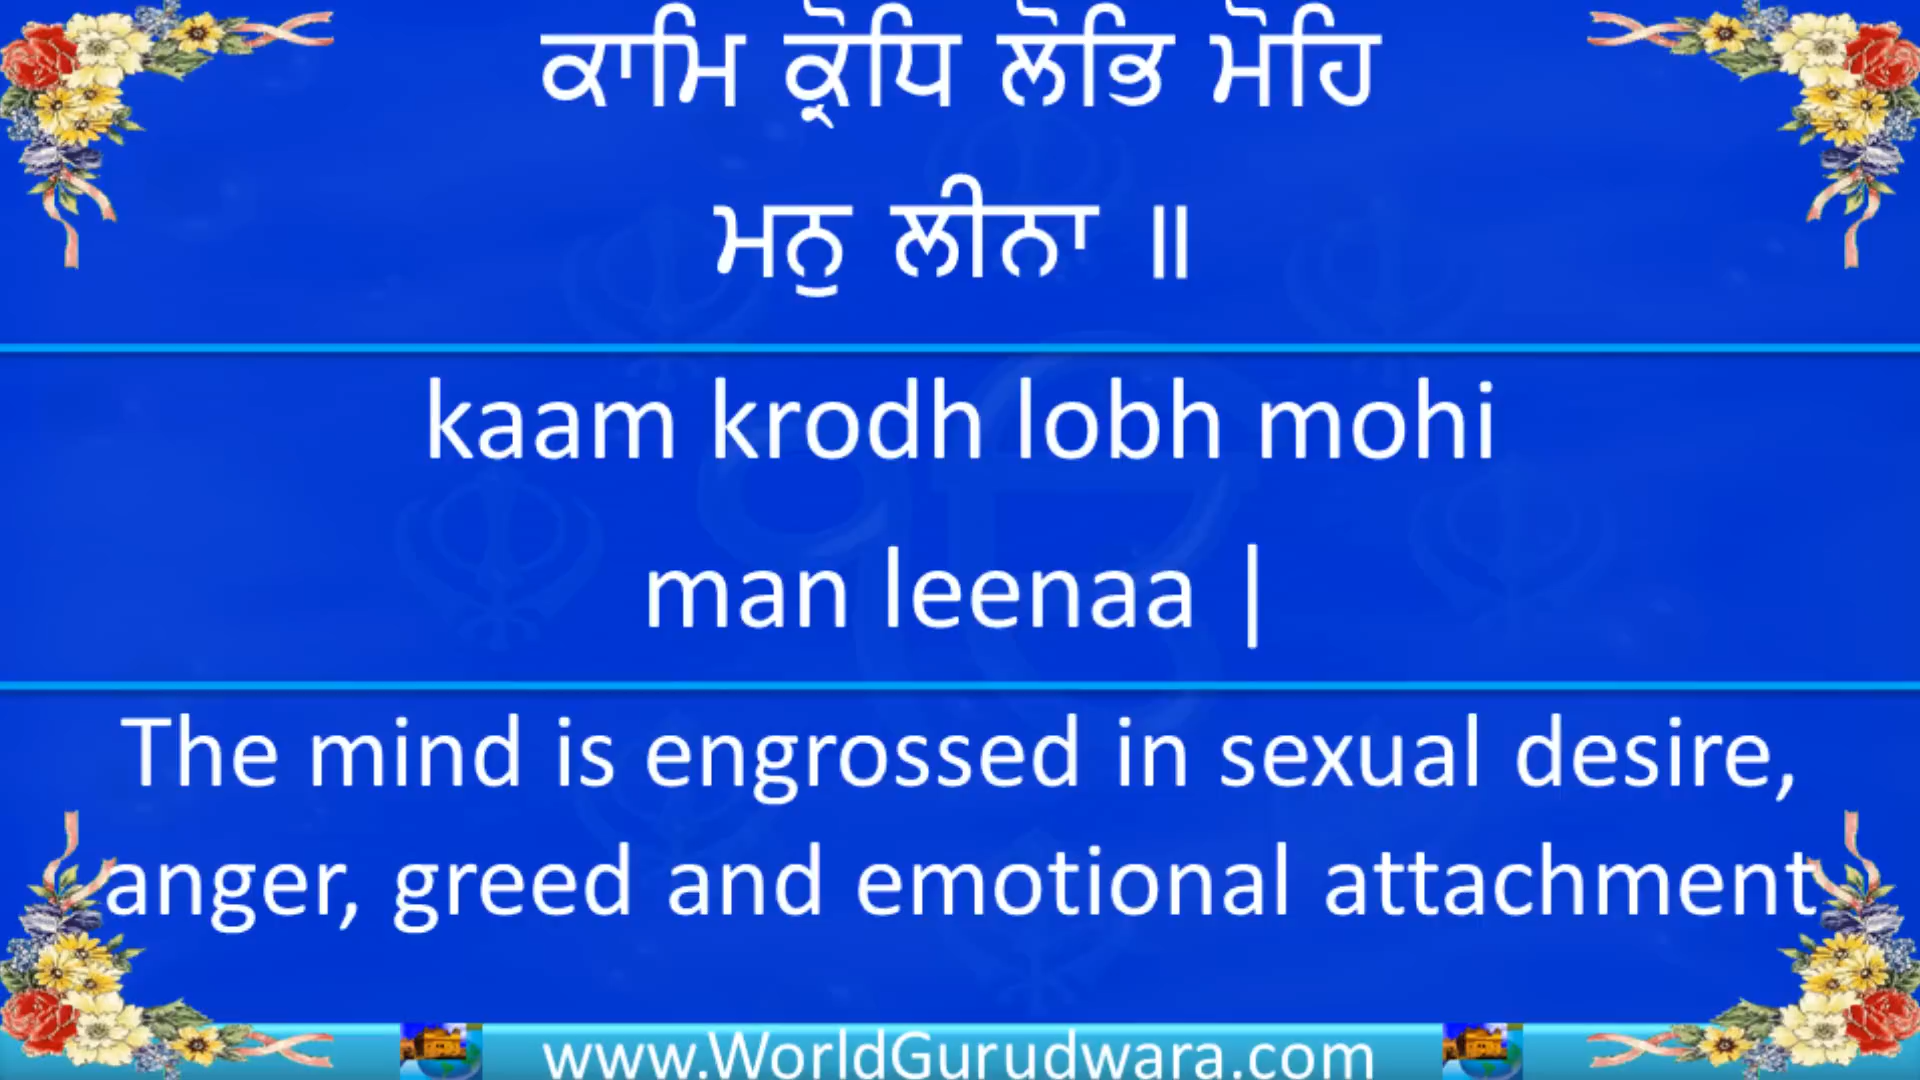 ਕਾਮਿ ਕ੍ਰੋਧਿ ਲੋਭਿ ਮੋਹਿ
ਮਨੁ ਲੀਨਾ ॥
kaam krodh lobh mohi
man leenaa |
The mind is engrossed in sexual desire,
anger, greed and emotional attachment
www.WorldGurudwara.com